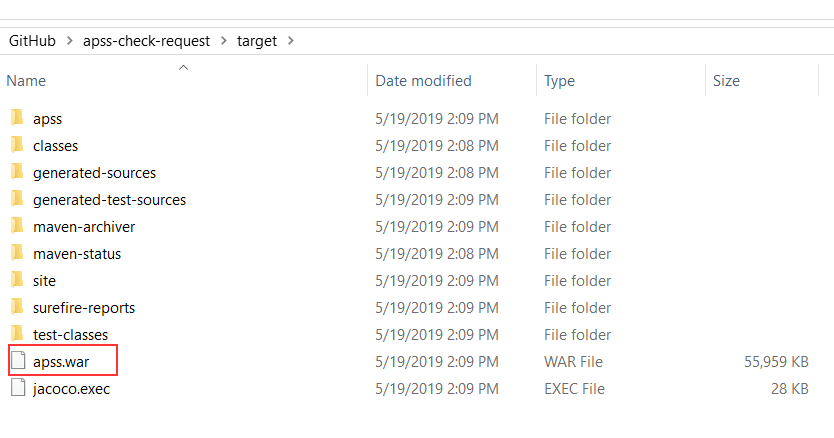 GitHub > apss-check-request > target >
Name Date modified Type Size
apss 5/19/2019 2:09 PM File folder
classes 5/19/2019 2:08 PM File folder
generated-sources 5/19/2019 2:08 PM File folder
generated-test-sources 5/19/2019 2:09 PM File folder
maven-archiver 5/19/2019 2:09 PM File folder
maven-status 5/19/2019 2:08 PM File folder
site 5/19/2019 2:09 PM File folder
surefire-reports 5/19/2019 2:09 PM File folder
test-classes 5/19/2019 2:09 PM File folder
apss.war 5/19/2019 2:09 PM WAR File 55,959 KB
jacoco.exec 5/19/2019 2:09 PM EXEC File 28 KB